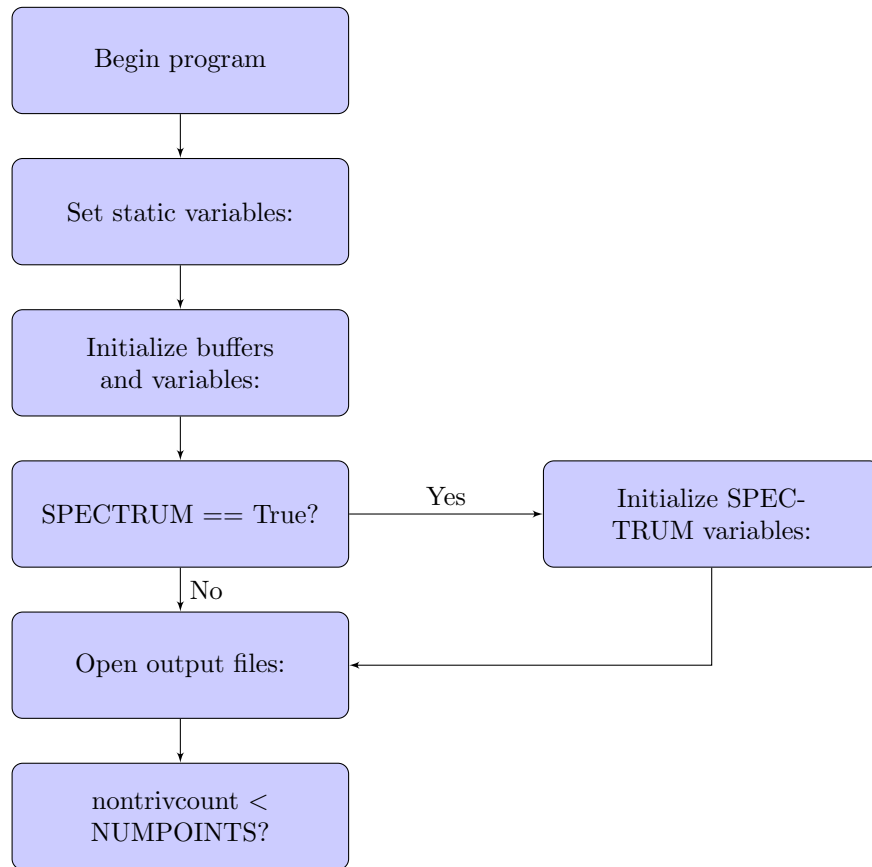 Begin program
Set static variables:
Initialize buffers
and variables:
SPECTRUM == True?
Yes
Initialize SPEC-
TRUM variables:
No
Open output files:
nontrivcount <
NUMPOINTS?